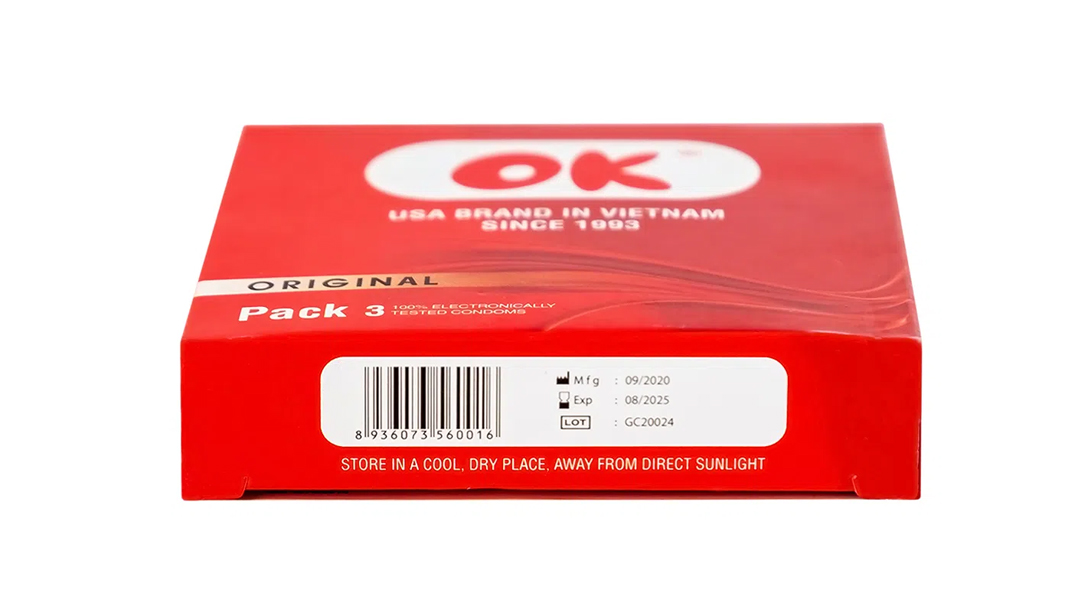 OK
USA BRAND IN VIETNAM
SINCE 1993
ORIGINAL
Pack 3 100% ELECTRONICALLY
TESTED CONDOMS
8 936073 560016
Mfg : 09/2020
Exp : 08/2025
LOT : GC20024
STORE IN A COOL, DRY PLACE, AWAY FROM DIRECT SUNLIGHT